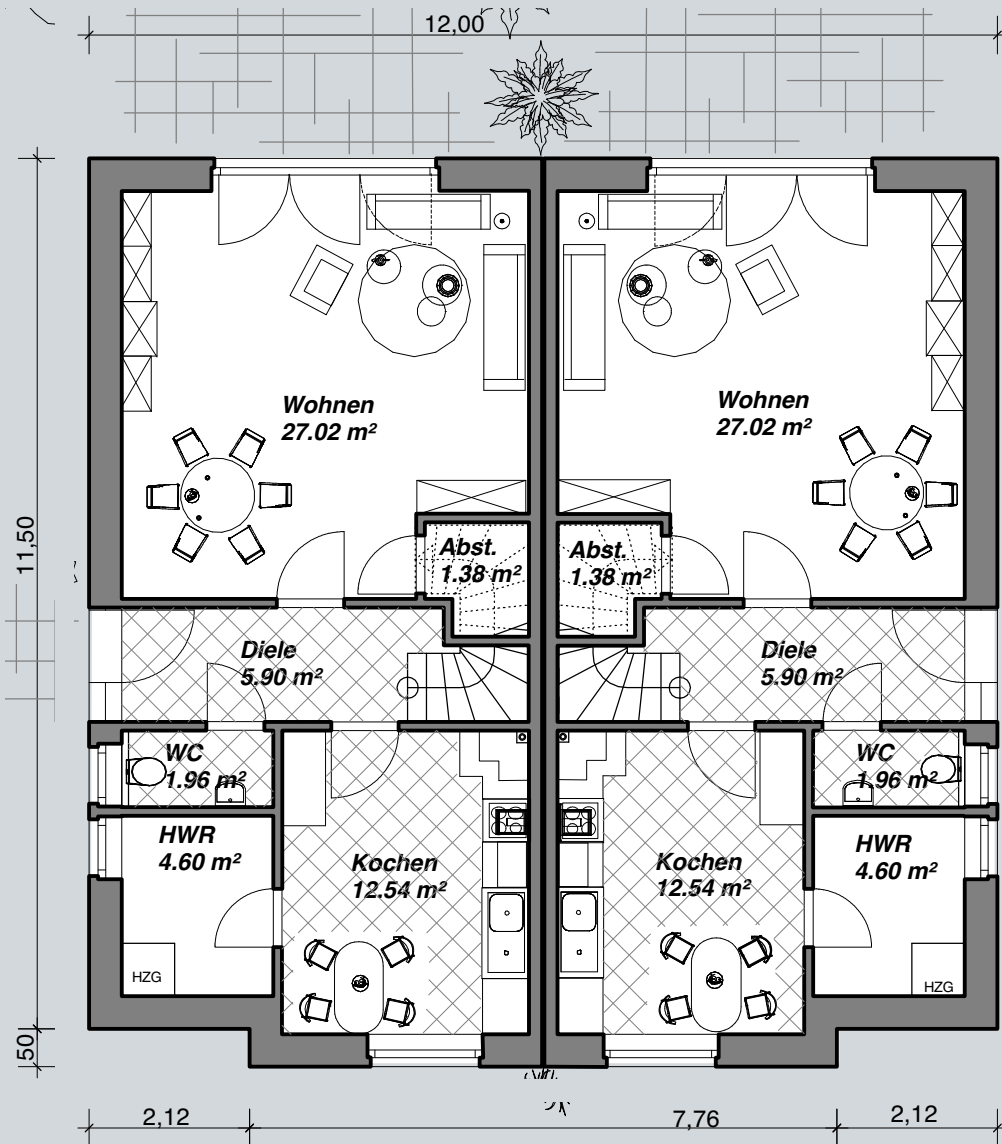 12,00
Wohnen
27.02 m²
Wohnen
27.02 m²
11,50
Abst.
1.38 m²
Abst.
1.38 m²
Diele
5.90 m²
Diele
5.90 m²
WC
1.96 m²
WC
1.96 m²
HWR
4.60 m²
Kochen
12.54 m²
Kochen
12.54 m²
HWR
4.60 m²
HZG
HZG
50
2,12
7,76
2,12